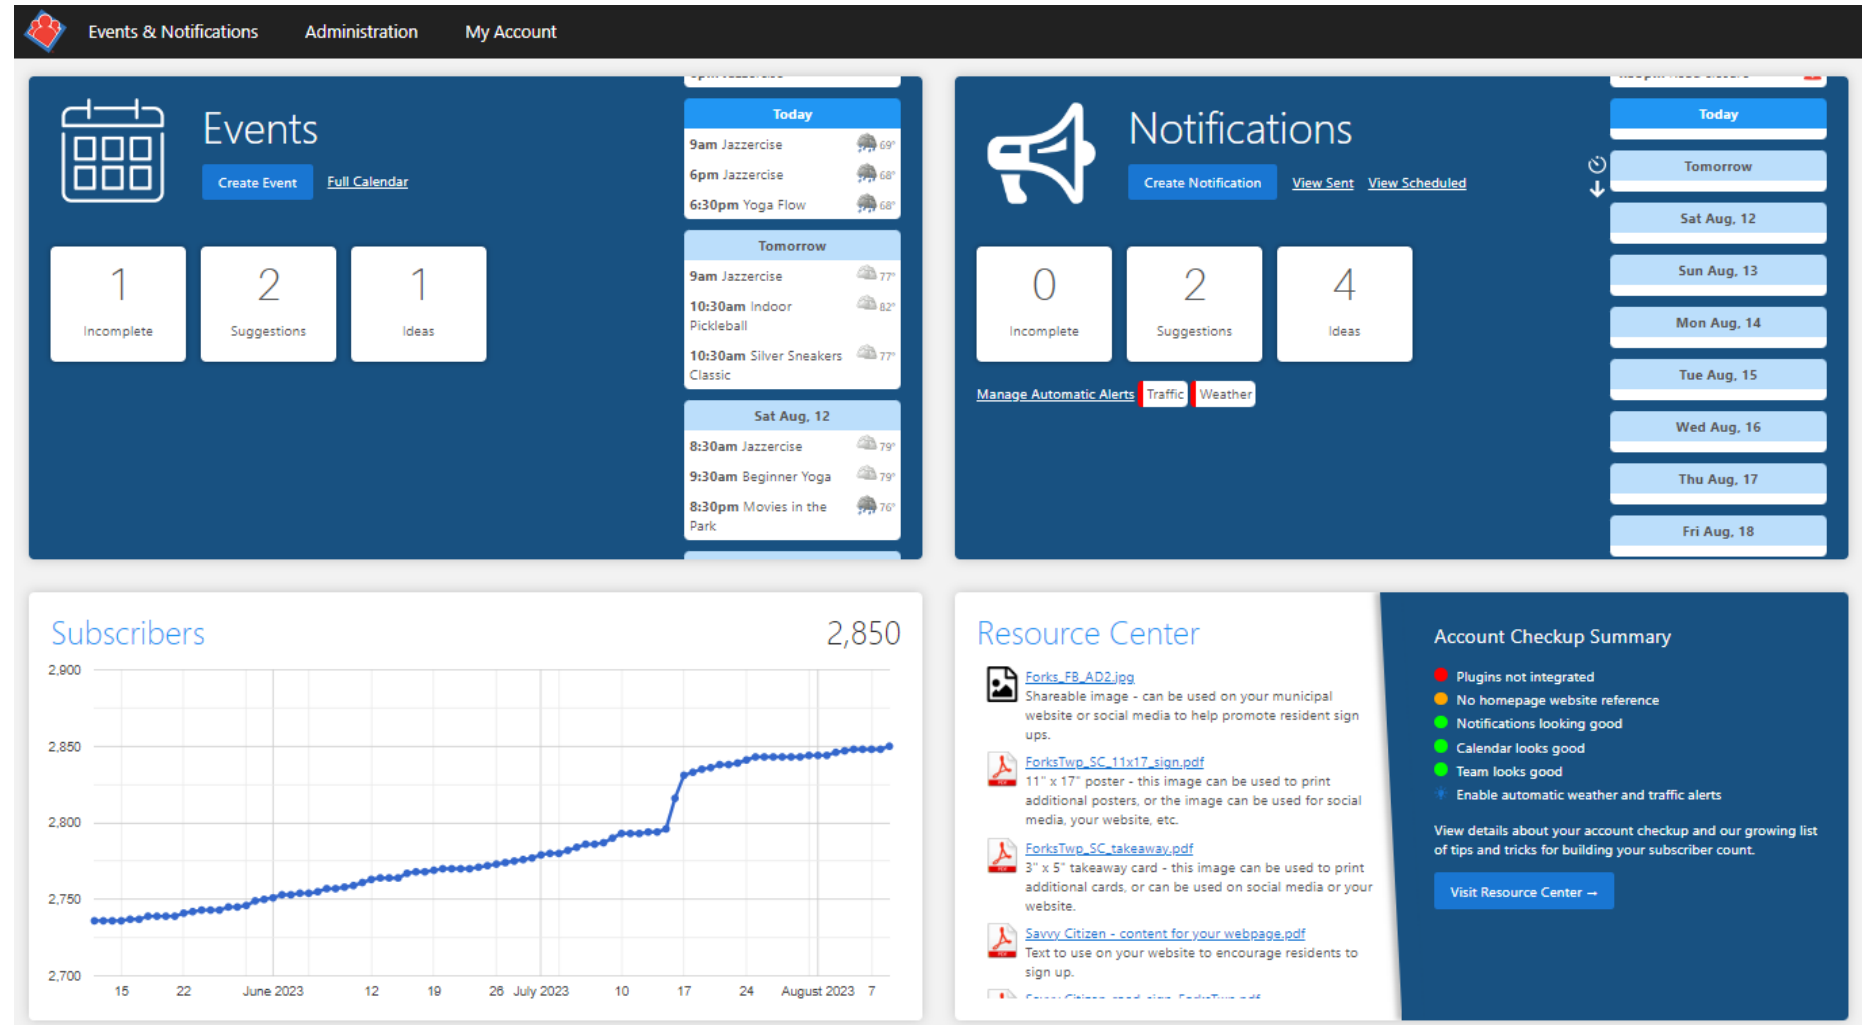 Events & Notifications
Administration
My Account
Events
Create Event
Full Calendar
1
Incomplete
2
Suggestions
1
Ideas
Today
9am Jazzercise 69°
6pm Jazzercise 68°
6:30pm Yoga Flow 68°
Tomorrow
9am Jazzercise 77°
10:30am Indoor 82°
Pickleball
10:30am Silver Sneakers 77°
Classic
Sat Aug, 12
8:30am Jazzercise 79°
9:30am Beginner Yoga 79°
8:30pm Movies in the 76°
Park
Notifications
Create Notification
View Sent
View Scheduled
0
Incomplete
2
Suggestions
4
Ideas
Manage Automatic Alerts
Traffic
Weather
Today
Tomorrow
Sat Aug, 12
Sun Aug, 13
Mon Aug, 14
Tue Aug, 15
Wed Aug, 16
Thu Aug, 17
Fri Aug, 18
Subscribers
2,850
2,900
2,850
2,800
2,750
2,700
15 22 June 2023 12 19 26 July 2023 10 17 24 August 2023 7
Resource Center
Forks_FB_AD2.jpg
Shareable image - can be used on your municipal
website or social media to help promote resident sign
ups.
ForksTwp_SC_11x17_sign.pdf
11" x 17" poster - this image can be used to print
additional posters, or the image can be used for social
media, your website, etc.
ForksTwp_SC_takeaway.pdf
3" x 5" takeaway card - this image can be used to print
additional cards, or can be used on social media or your
website.
Savvy Citizen - content for your webpage.pdf
Text to use on your website to encourage residents to
sign up.
Account Checkup Summary
Plugins not integrated
No homepage website reference
Notifications looking good
Calendar looks good
Team looks good
Enable automatic weather and traffic alerts
View details about your account checkup and our growing list
of tips and tricks for building your subscriber count.
Visit Resource Center →